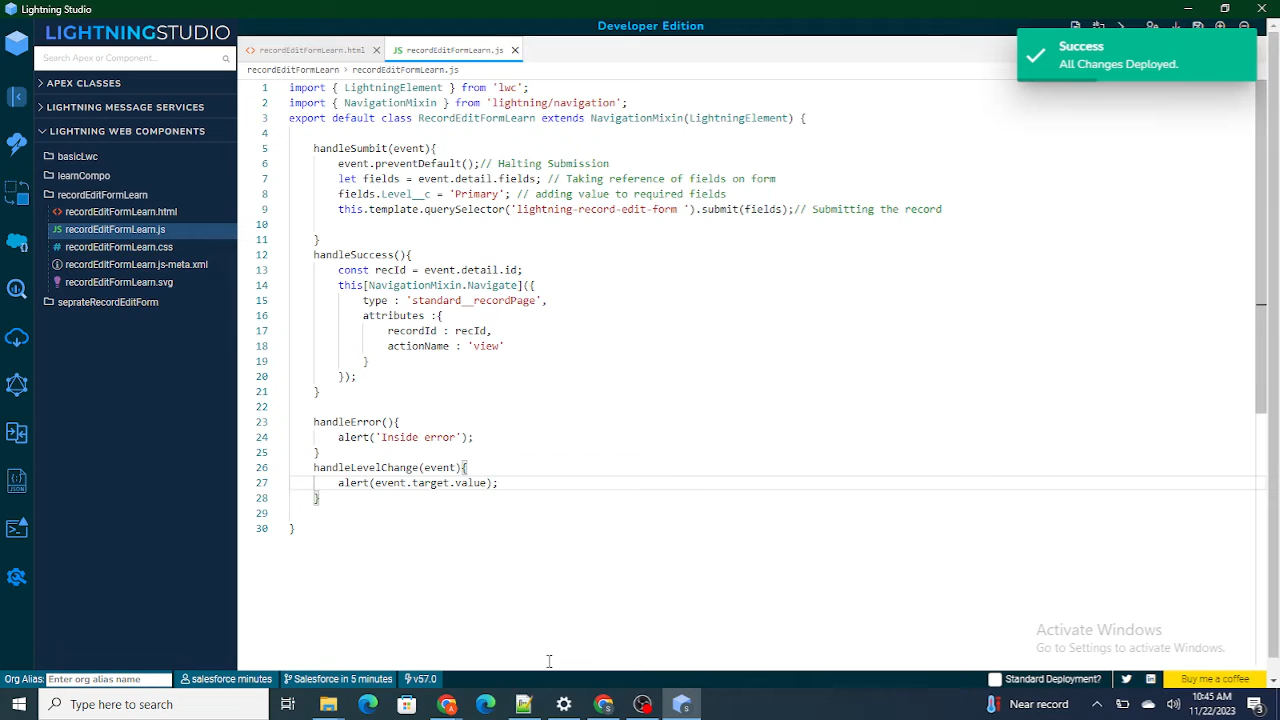 Lightning Studio
LIGHTNINGSTUDIO
Developer Edition
Search Apex or Component...
APEX CLASSES
LIGHTNING MESSAGE SERVICES
LIGHTNING WEB COMPONENTS
basicLwc
learnCompo
recordEditFormLearn
recordEditFormLearn.html
recordEditFormLearn.js
recordEditFormLearn.css
recordEditFormLearn.js-meta.xml
recordEditFormLearn.svg
seprateRecordEditForm
recordEditFormLearn.html
recordEditFormLearn.js
recordEditFormLearn > recordEditFormLearn.js
Success
All Changes Deployed.
1 import { LightningElement } from 'lwc';
2 import { NavigationMixin } from 'lightning/navigation';
3 export default class RecordEditFormLearn extends NavigationMixin(LightningElement) {
4
5 handleSumbit(event){
6 event.preventDefault();// Halting Submission
7 let fields = event.detail.fields; // Taking reference of fields on form
8 fields.Level__c = 'Primary'; // adding value to required fields
9 this.template.querySelector('lightning-record-edit-form ').submit(fields);// Submitting the record
10
11 }
12 handleSuccess(){
13 const recId = event.detail.id;
14 this[NavigationMixin.Navigate]({
15 type : 'standard__recordPage',
16 attributes :{
17 recordId : recId,
18 actionName : 'view'
19 }
20 });
21 }
22
23 handleError(){
24 alert('Inside error');
25 }
26 handleLevelChange(event){
27 alert(event.target.value);
28 }
29
30 }
Activate Windows
Go to Settings to activate Windows.
Org Alias: Enter org alias name salesforce minutes Salesforce in 5 minutes v57.0 Standard Deployment? Buy me a coffee
Type here to search
Near record
10:45 AM
11/22/2023
3